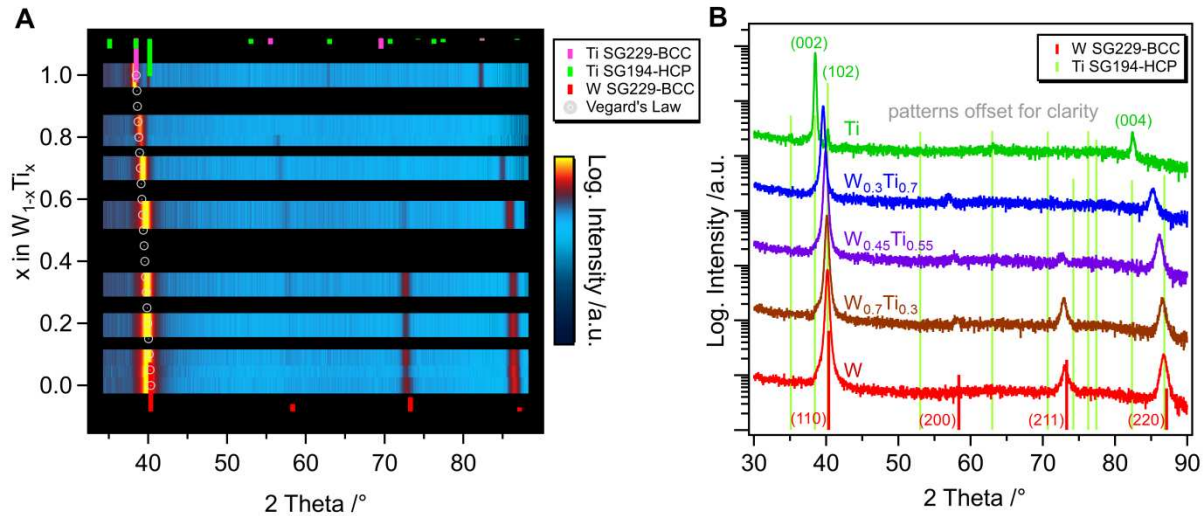 A
x in W1-xTix
1.0
0.8
0.6
0.4
0.2
0.0
40
50
60
70
80
2 Theta /°
Ti SG229-BCC
Ti SG194-HCP
W SG229-BCC
Vegard's Law
Log. Intensity /a.u.
B
Log. Intensity /a.u.
(002)
(102)
W SG229-BCC
Ti SG194-HCP
patterns offset for clarity
(004)
Ti
W0.3Ti0.7
W0.45Ti0.55
W0.7Ti0.3
W
(110)
(200)
(211)
(220)
30
40
50
60
70
80
90
2 Theta /°